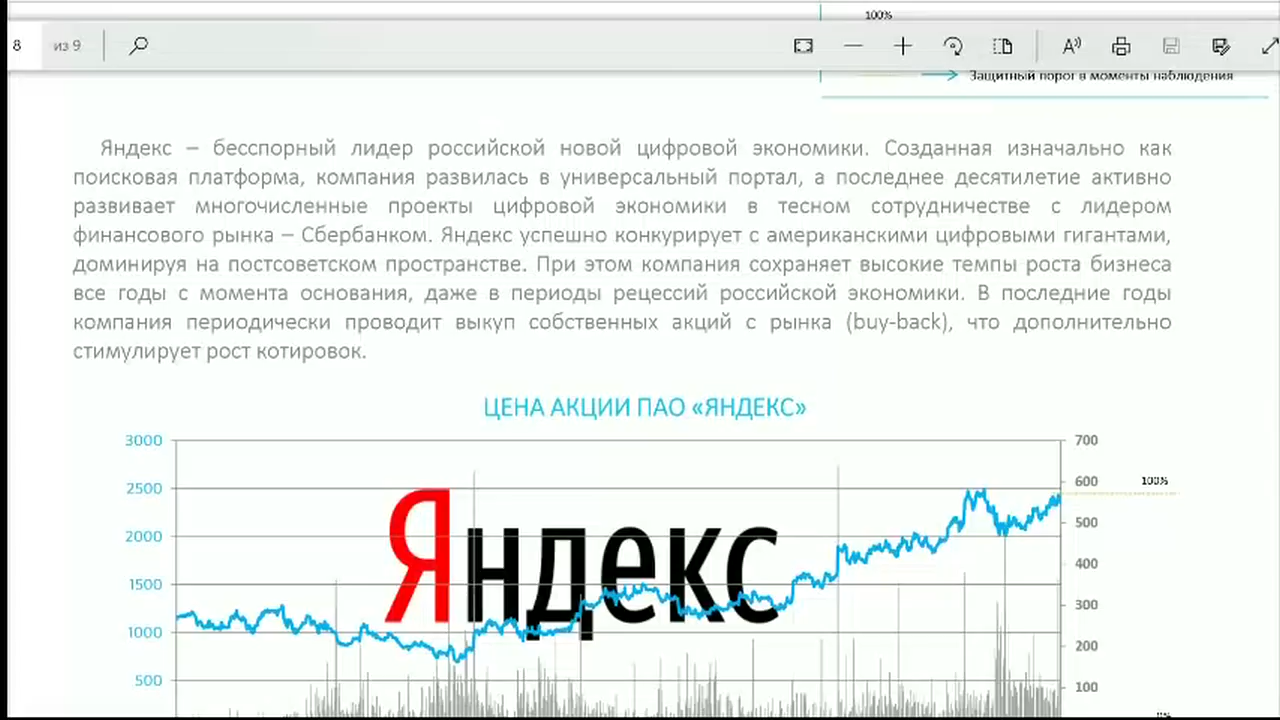 100%
8 из 9
Защитный порог в моменты наблюдения
Яндекс – бесспорный лидер российской новой цифровой экономики. Созданная изначально как
поисковая платформа, компания развилась в универсальный портал, а последнее десятилетие активно
развивает многочисленные проекты цифровой экономики в тесном сотрудничестве с лидером
финансового рынка – Сбербанком. Яндекс успешно конкурирует с американскими цифровыми гигантами,
доминируя на постсоветском пространстве. При этом компания сохраняет высокие темпы роста бизнеса
все годы с момента основания, даже в периоды рецессий российской экономики. В последние годы
компания периодически проводит выкуп собственных акций с рынка (buy-back), что дополнительно
стимулирует рост котировок.
ЦЕНА АКЦИИ ПАО «ЯНДЕКС»
3000 700
2500 600 100%
2000 500
1500 400
1000 300
500 200
100
Яндекс